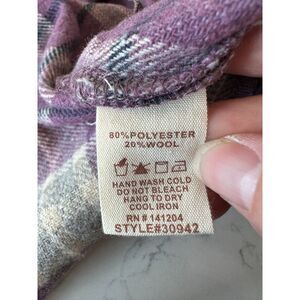 80%POLYESTER
20%WOOL
HAND WASH COLD
DO NOT BLEACH
HANG TO DRY
COOL IRON
RN # 141204
STYLE#30942